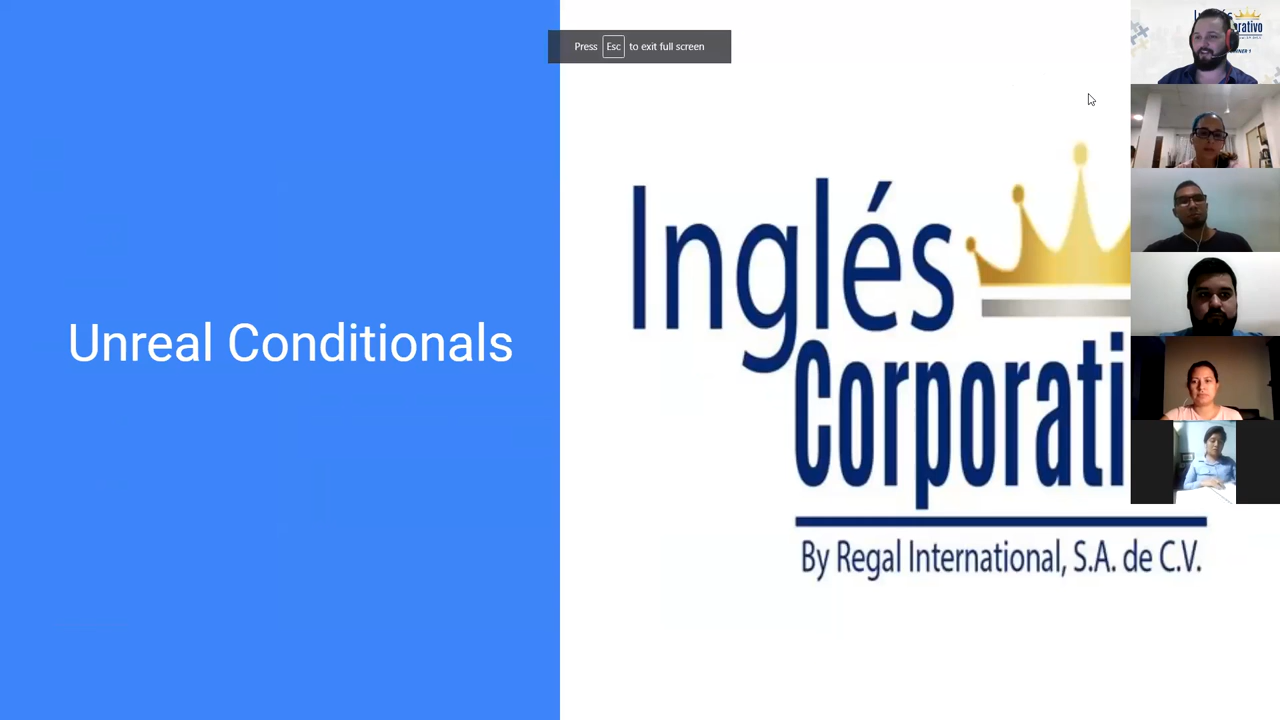 Press Esc to exit full screen
Unreal Conditionals
Inglés
Corporati
By Regal International, S.A. de C.V.